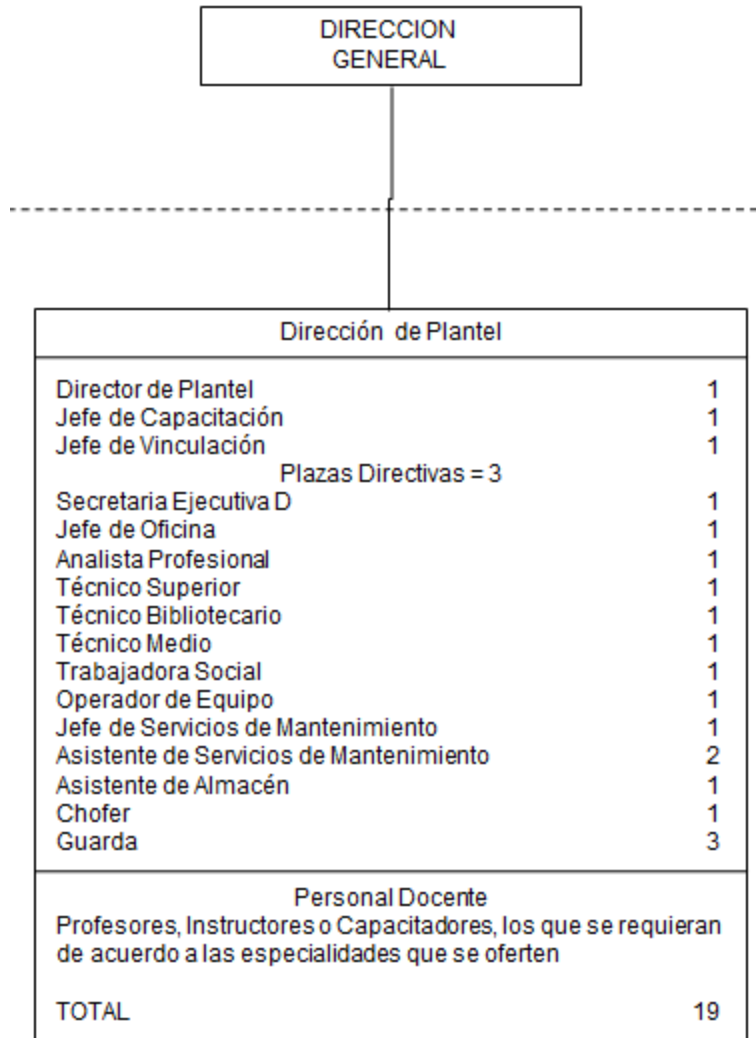 DIRECCION
GENERAL
Dirección de Plantel
Director de Plantel 1
Jefe de Capacitación 1
Jefe de Vinculación 1
Plazas Directivas = 3
Secretaria Ejecutiva D 1
Jefe de Oficina 1
Analista Profesional 1
Técnico Superior 1
Técnico Bibliotecario 1
Técnico Medio 1
Trabajadora Social 1
Operador de Equipo 1
Jefe de Servicios de Mantenimiento 1
Asistente de Servicios de Mantenimiento 2
Asistente de Almacén 1
Chofer 1
Guarda 3
Personal Docente
Profesores, Instructores o Capacitadores, los que se requieran
de acuerdo a las especialidades que se oferten
TOTAL 19